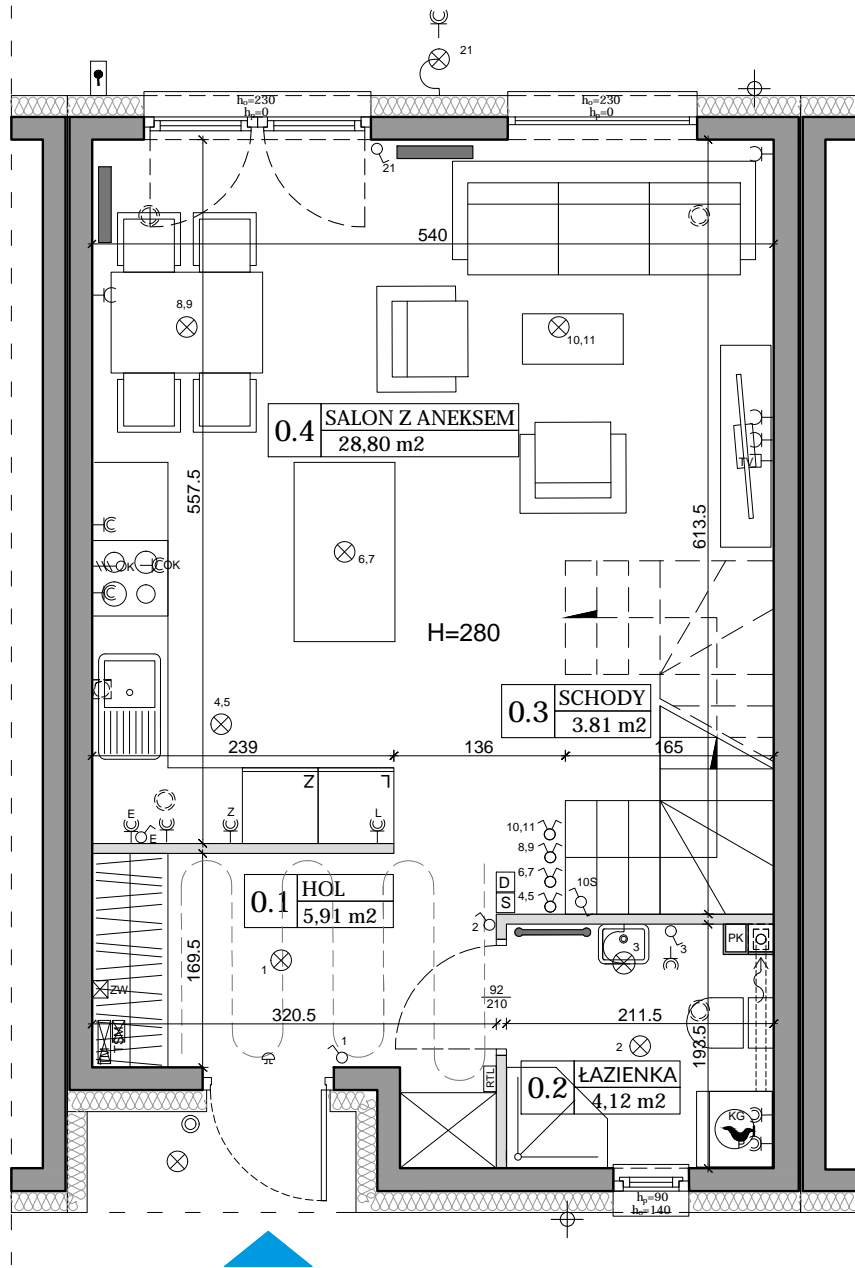 21
hₒ=230
hₚ=0
hₒ=230
hₚ=0
21
540
8,9
10,11
0.4
SALON Z ANEKSEM
28,80 m2
TV
557.5
613.5
OK
OK
6,7
H=280
0.3
SCHODY
3.81 m2
4,5
239
136
165
Z
L
E
E
Z
L
10,11
8,9
6,7
4,5
D
S
10S
0.1
HOL
5,91 m2
2
3
3
PK
1
ZW
169.5
92
210
320.5
211.5
193.5
1
2
RTL
0.2
ŁAZIENKA
4,12 m2
KG
P
hₚ=90
hₒ=140